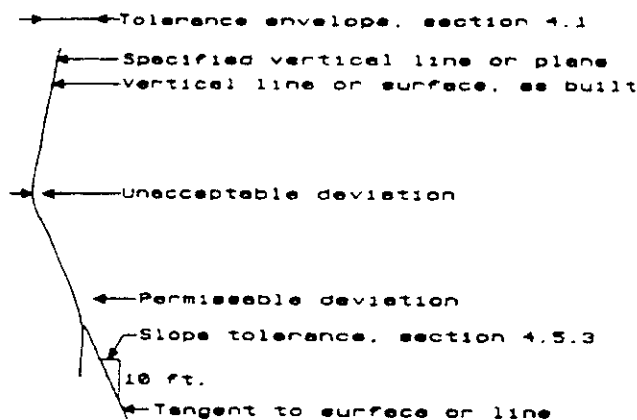 Tolerance envelope, section 4.1
Specified vertical line or plane
Vertical line or surface, as built
Unacceptable deviation
Permiseable deviation
Slope tolerance, section 4.5.3
10 ft.
Tangent to surface or line